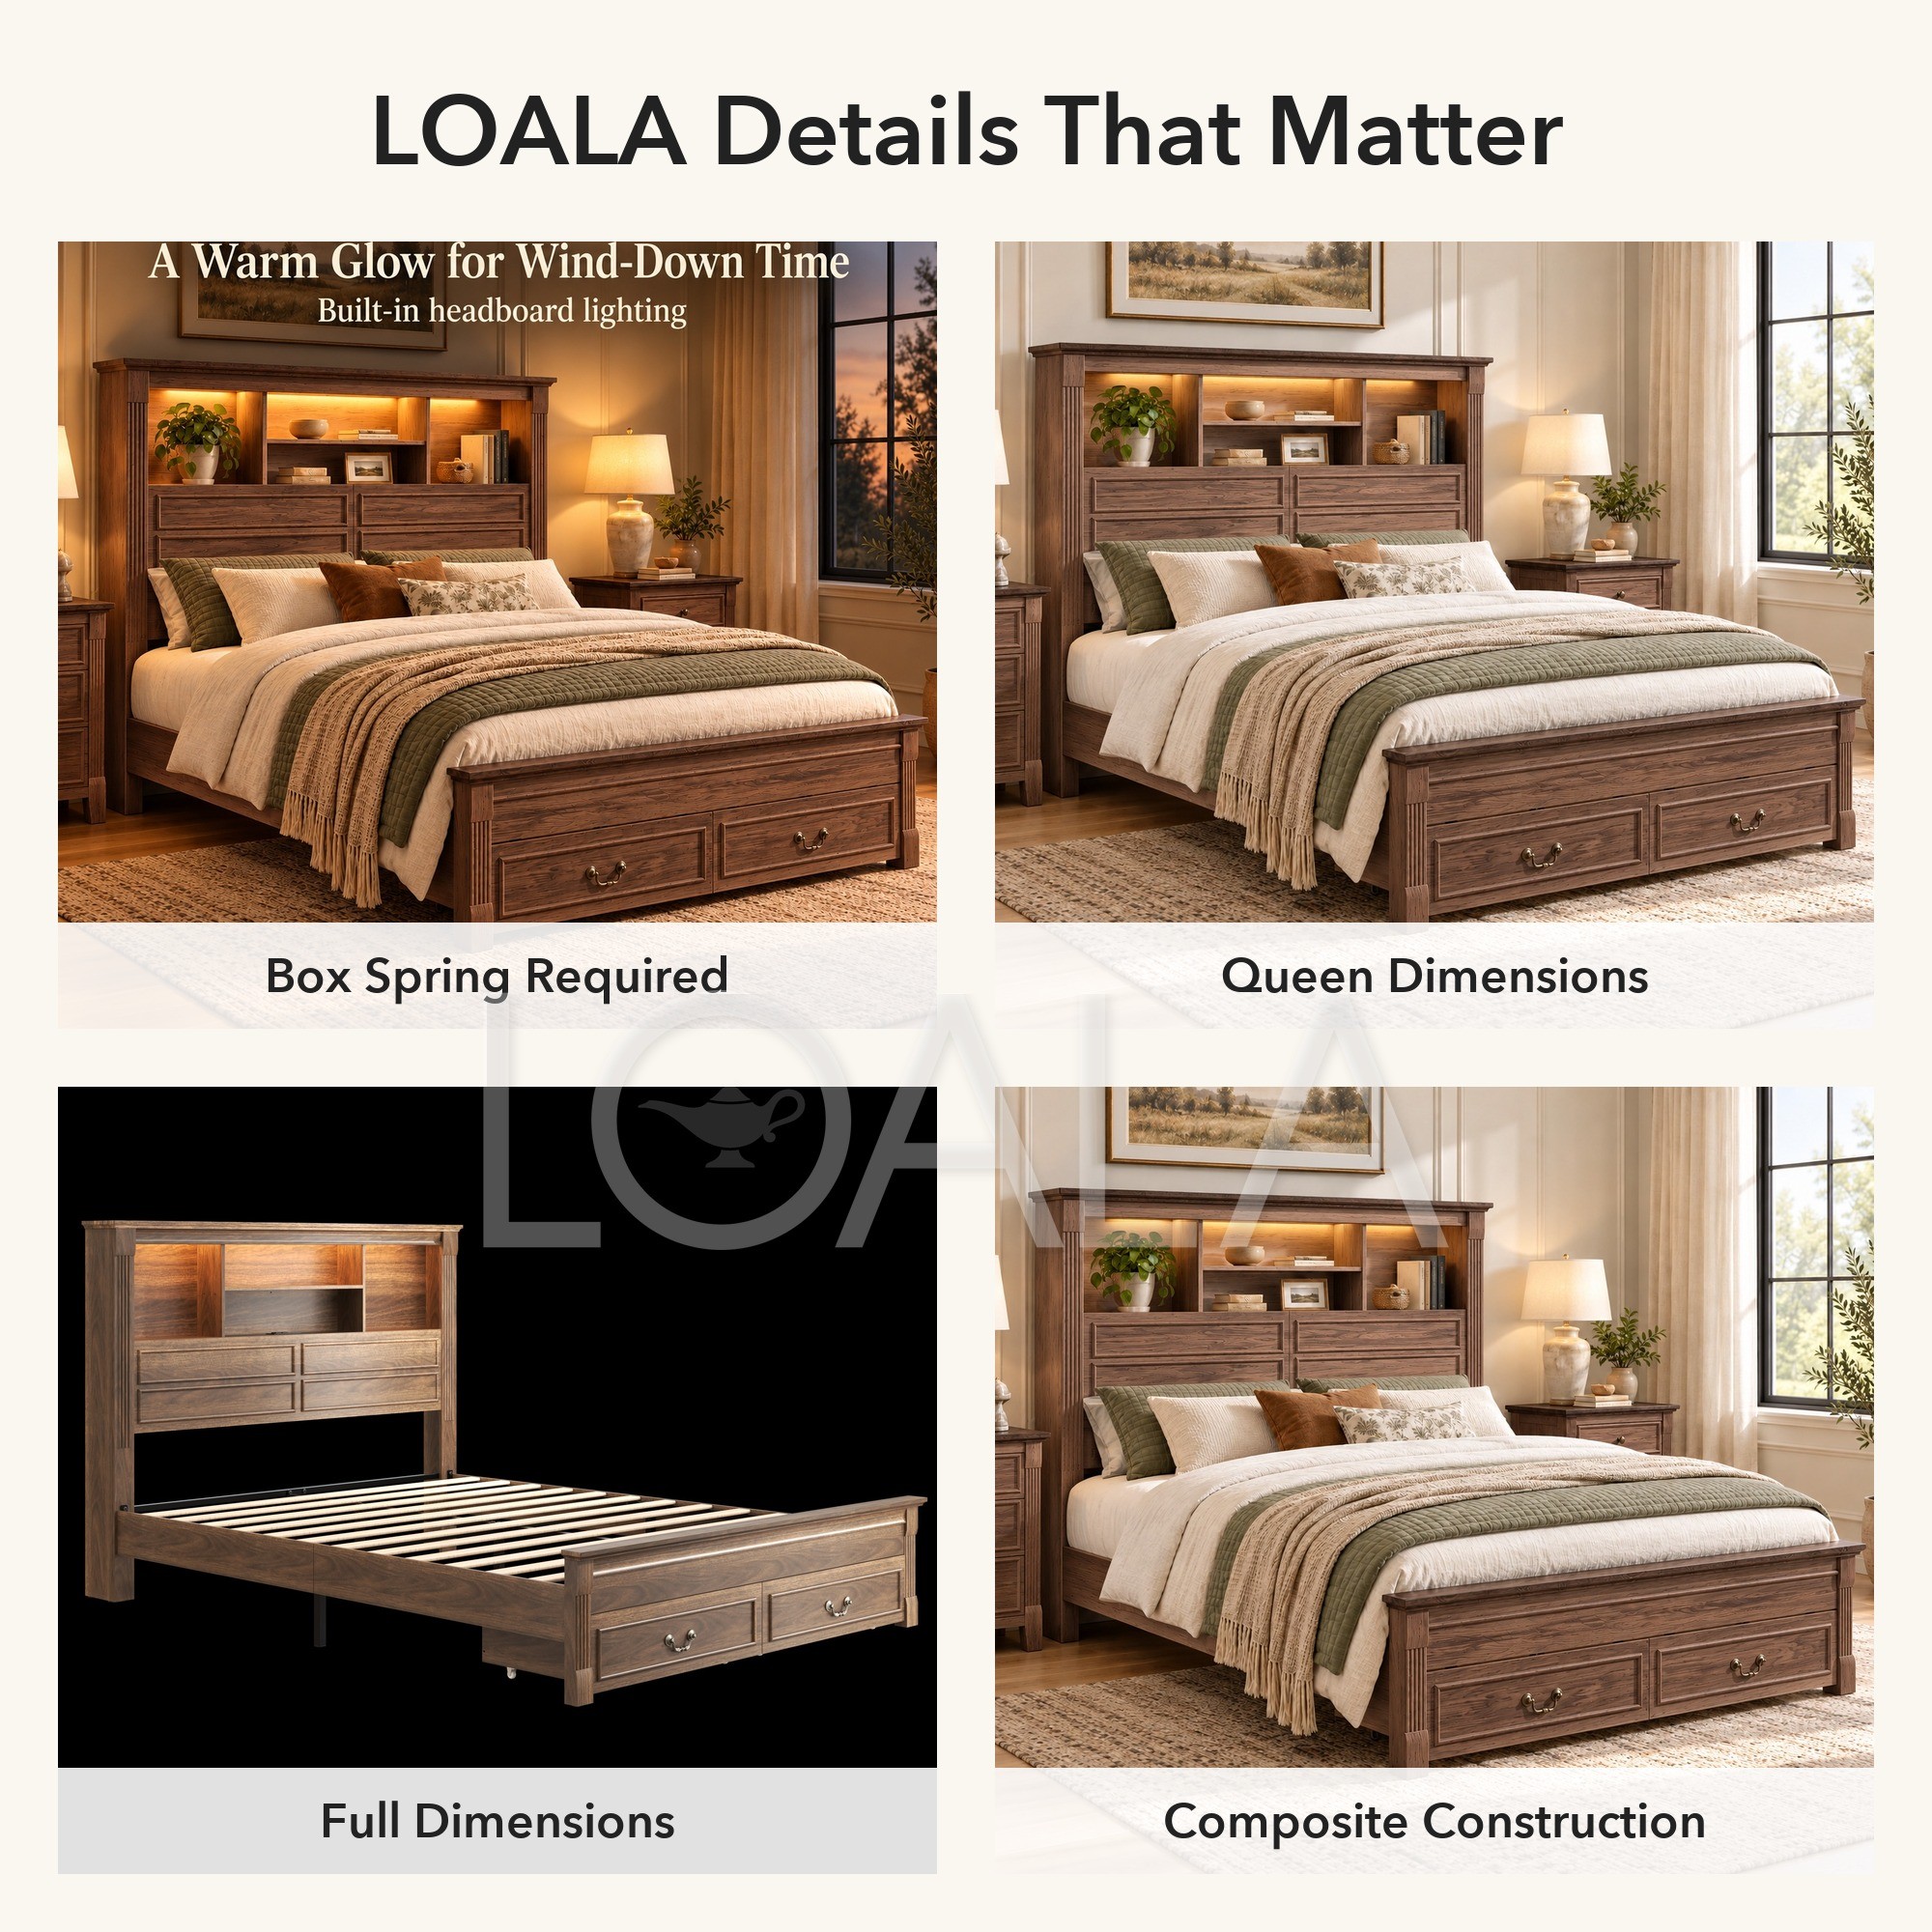 LOALA Details That Matter
A Warm Glow for Wind-Down Time
Built-in headboard lighting
Box Spring Required
Queen Dimensions
LOALA
Full Dimensions
Composite Construction